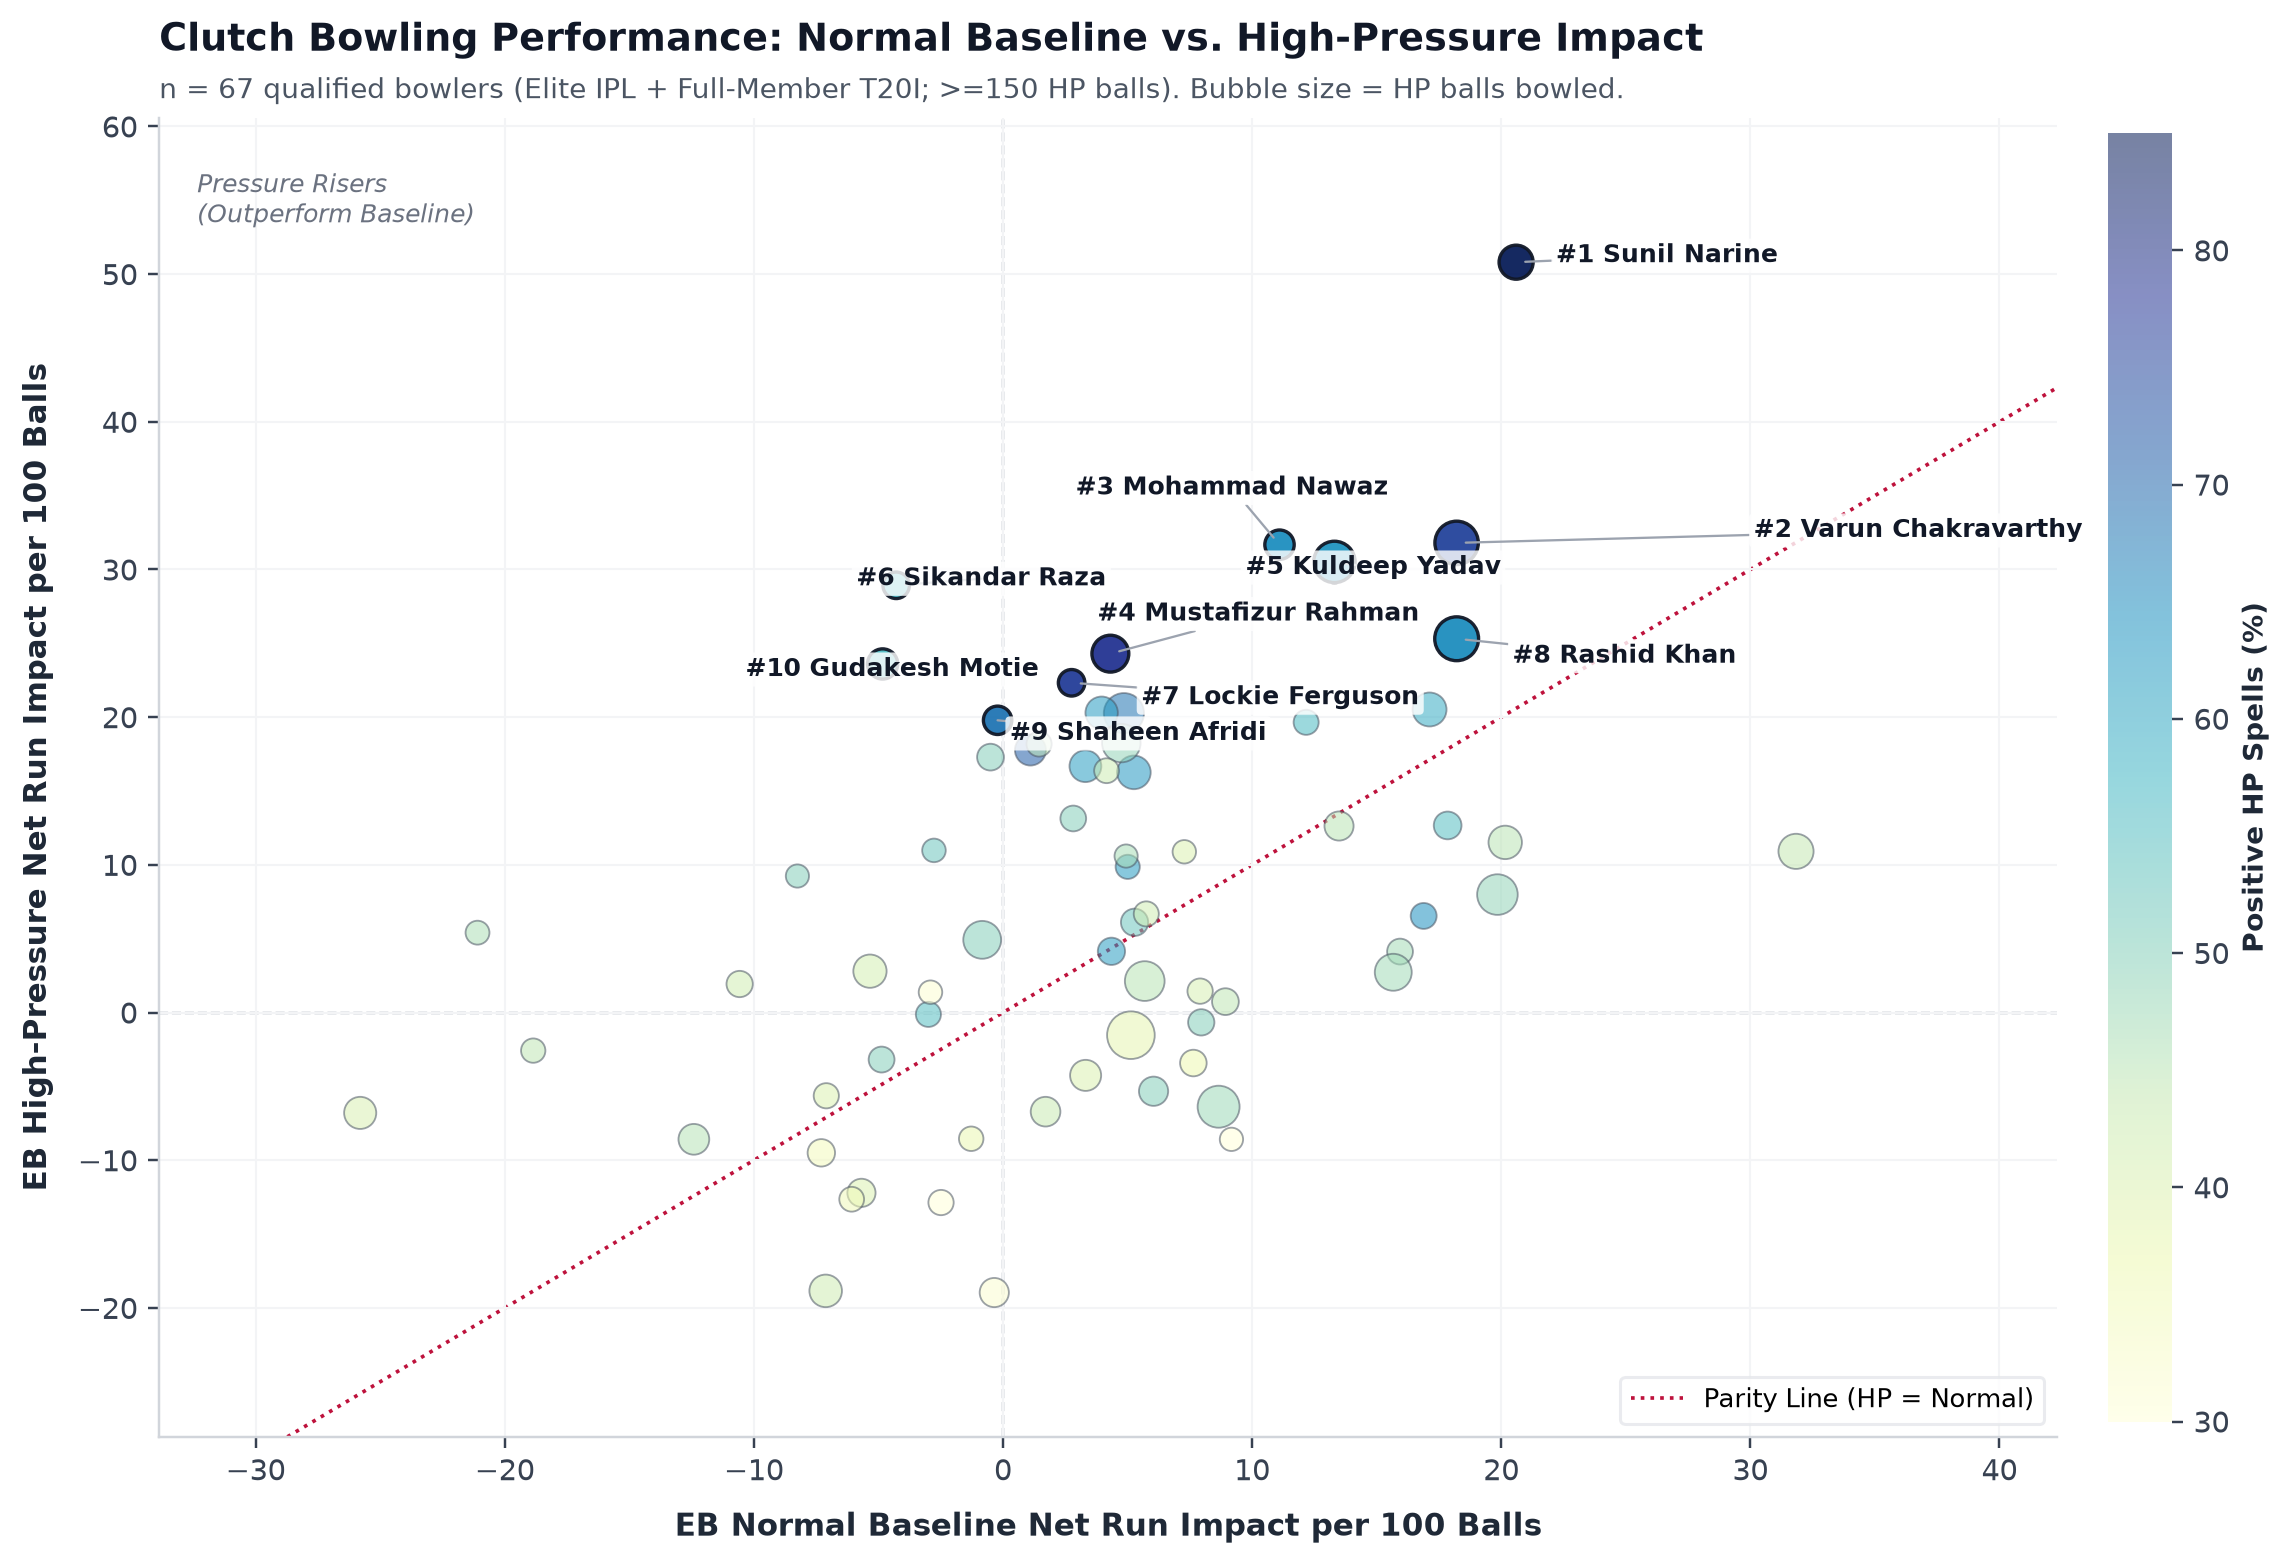 Clutch Bowling Performance: Normal Baseline vs. High-Pressure Impact
n = 67 qualified bowlers (Elite IPL + Full-Member T20I; >=150 HP balls). Bubble size = HP balls bowled.
EB High-Pressure Net Run Impact per 100 Balls
60
50
40
30
20
10
0
−10
−20
Pressure Risers
(Outperform Baseline)
#1 Sunil Narine
#3 Mohammad Nawaz
#2 Varun Chakravarthy
#5 Kuldeep Yadav
#6 Sikandar Raza
#4 Mustafizur Rahman
#8 Rashid Khan
#10 Gudakesh Motie
#7 Lockie Ferguson
#9 Shaheen Afridi
Parity Line (HP = Normal)
−30
−20
−10
0
10
20
30
40
EB Normal Baseline Net Run Impact per 100 Balls
80
70
60
50
40
30
Positive HP Spells (%)